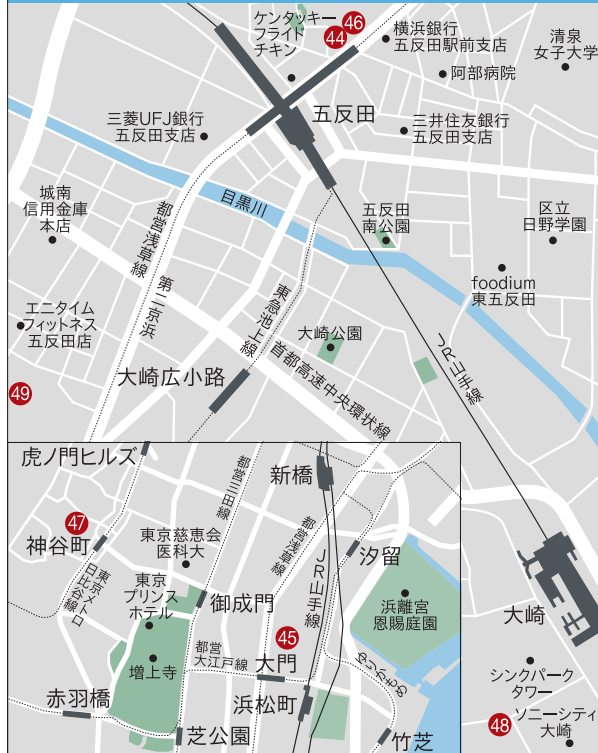 ケンタッキー
フライド
チキン
46
44
横浜銀行
五反田駅前支店
清泉
女子大学
阿部病院
五反田
三菱UFJ銀行
五反田支店
三井住友銀行
五反田支店
城南
信用金庫
本店
都営浅草線
第二京浜
目黒川
五反田
南公園
区立
日野学園
foodium
東五反田
エニタイム
フィットネス
五反田店
東急池上線
大崎公園
首都高速中央環状線
JR山手線
49
大崎広小路
虎ノ門ヒルズ
都営三田線
新橋
47
神谷町
東京慈恵会
医科大
都営浅草線
JR山手線
汐留
東京メトロ
日比谷線
東京
プリンス
ホテル
御成門
浜離宮
恩賜庭園
大崎
45
都営
大江戸線
大門
増上寺
ゆりかもめ
シンクパーク
タワー
赤羽橋
浜松町
芝公園
竹芝
48
ソニーシティ
大崎